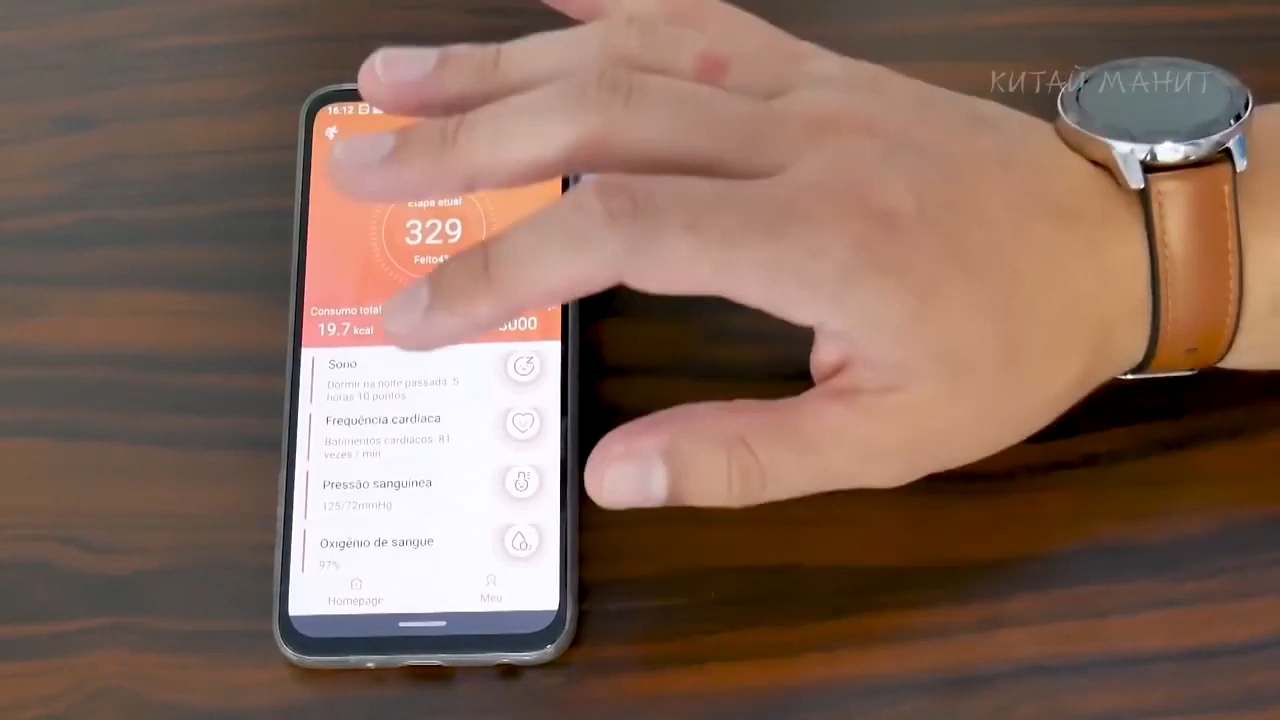 КИТАЙ МАНИТ
16:12
Etapa atual
329
Consumo total
19.7 kcal
Sono
Dormir na noite passada: 5
horas 10 pontos
Frequência cardíaca
Batimentos cardíacos: 81
vezes / min
Pressão sanguínea
125/72mmHg
Oxigénio de sangue
97%
Homepage
Meu